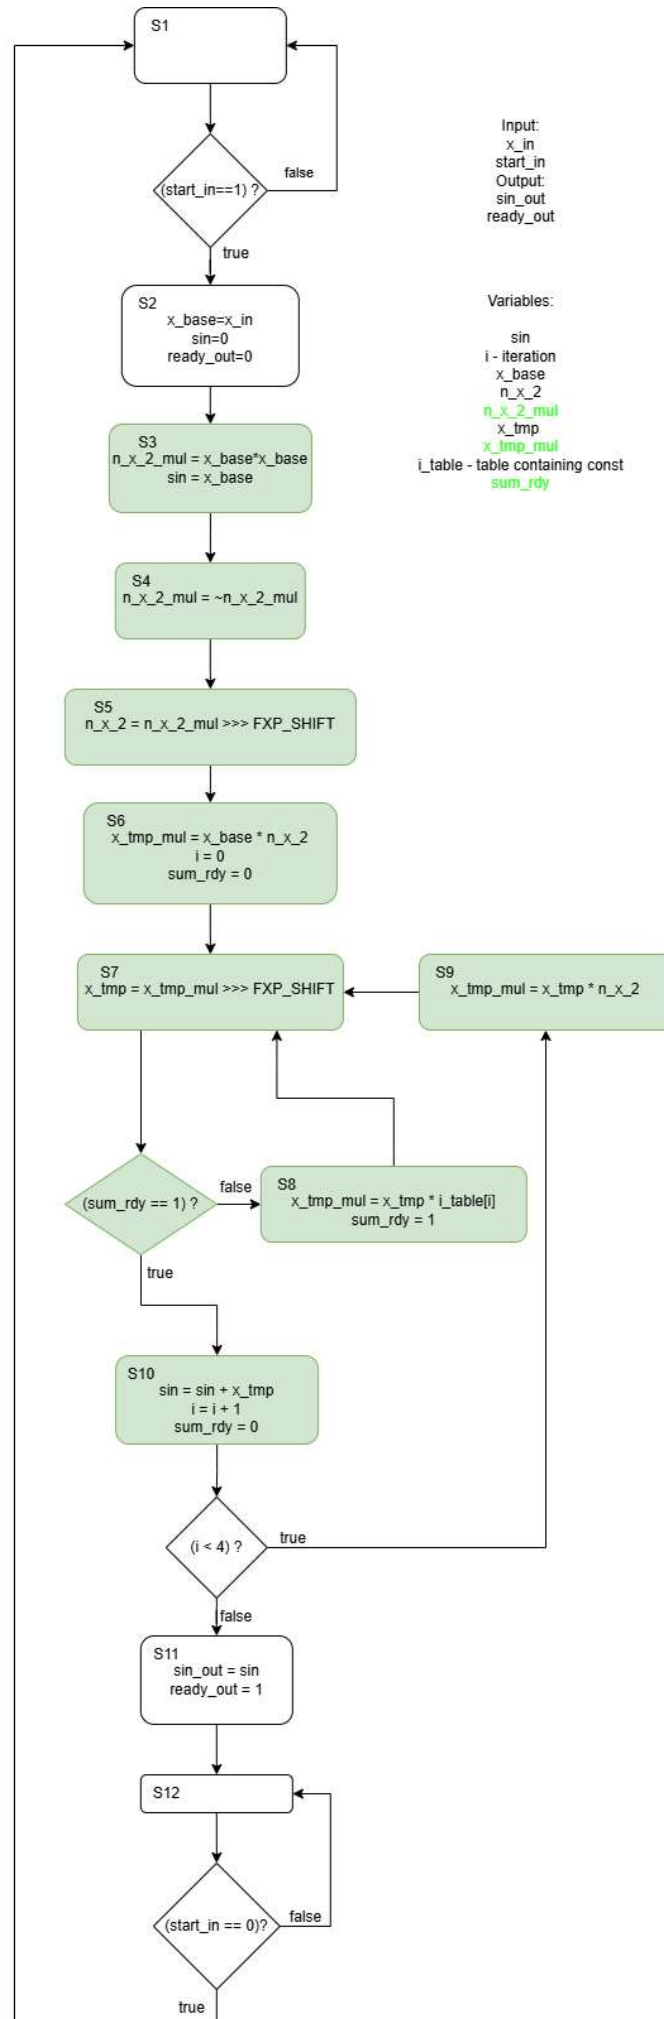 S1
(start_in==1) ?
false
true
Input:
x_in
start_in
Output:
sin_out
ready_out
S2
x_base=x_in
sin=0
ready_out=0
Variables:
sin
i - iteration
x_base
n_x_2
n_x_2_mul
x_tmp
x_tmp_mul
i_table - table containing const
sum_rdy
S3
n_x_2_mul = x_base*x_base
sin = x_base
S4
n_x_2_mul = ~n_x_2_mul
S5
n_x_2 = n_x_2_mul >>> FXP_SHIFT
S6
x_tmp_mul = x_base * n_x_2
i = 0
sum_rdy = 0
S7
x_tmp = x_tmp_mul >>> FXP_SHIFT
S9
x_tmp_mul = x_tmp * n_x_2
(sum_rdy == 1) ?
false
true
S8
x_tmp_mul = x_tmp * i_table[i]
sum_rdy = 1
S10
sin = sin + x_tmp
i = i + 1
sum_rdy = 0
(i < 4) ?
true
false
S11
sin_out = sin
ready_out = 1
S12
(start_in == 0)?
false
true